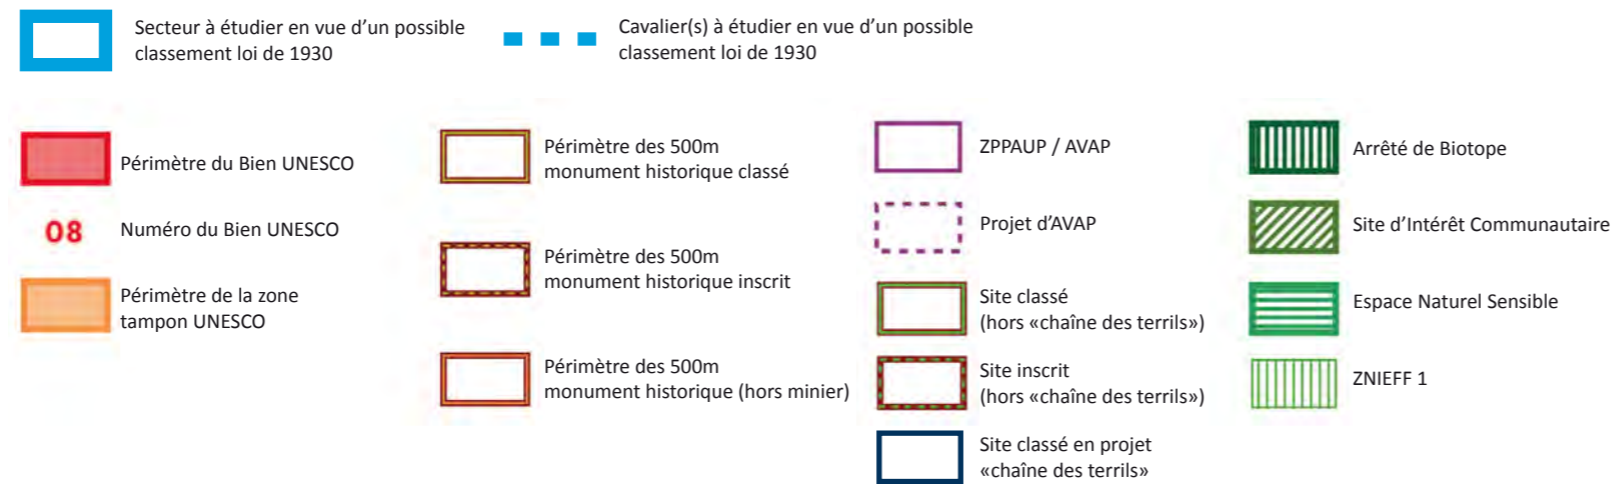 Secteur à étudier en vue d'un possible
classement loi de 1930
Cavalier(s) à étudier en vue d'un possible
classement loi de 1930
Périmètre du Bien UNESCO
08
Numéro du Bien UNESCO
Périmètre de la zone
tampon UNESCO
Périmètre des 500m
monument historique classé
Périmètre des 500m
monument historique inscrit
Périmètre des 500m
monument historique (hors minier)
ZPPAUP / AVAP
Projet d'AVAP
Site classé
(hors «chaîne des terrils»)
Site inscrit
(hors «chaîne des terrils»)
Site classé en projet
«chaîne des terrils»
Arrêté de Biotope
Site d'Intérêt Communautaire
Espace Naturel Sensible
ZNIEFF 1